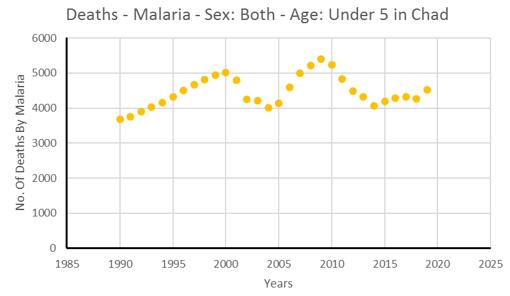 Deaths - Malaria - Sex: Both - Age: Under 5 in Chad
6000
5000
4000
3000
2000
1000
0
No. Of Deaths By Malaria
1985 1990 1995 2000 2005 2010 2015 2020 2025
Years